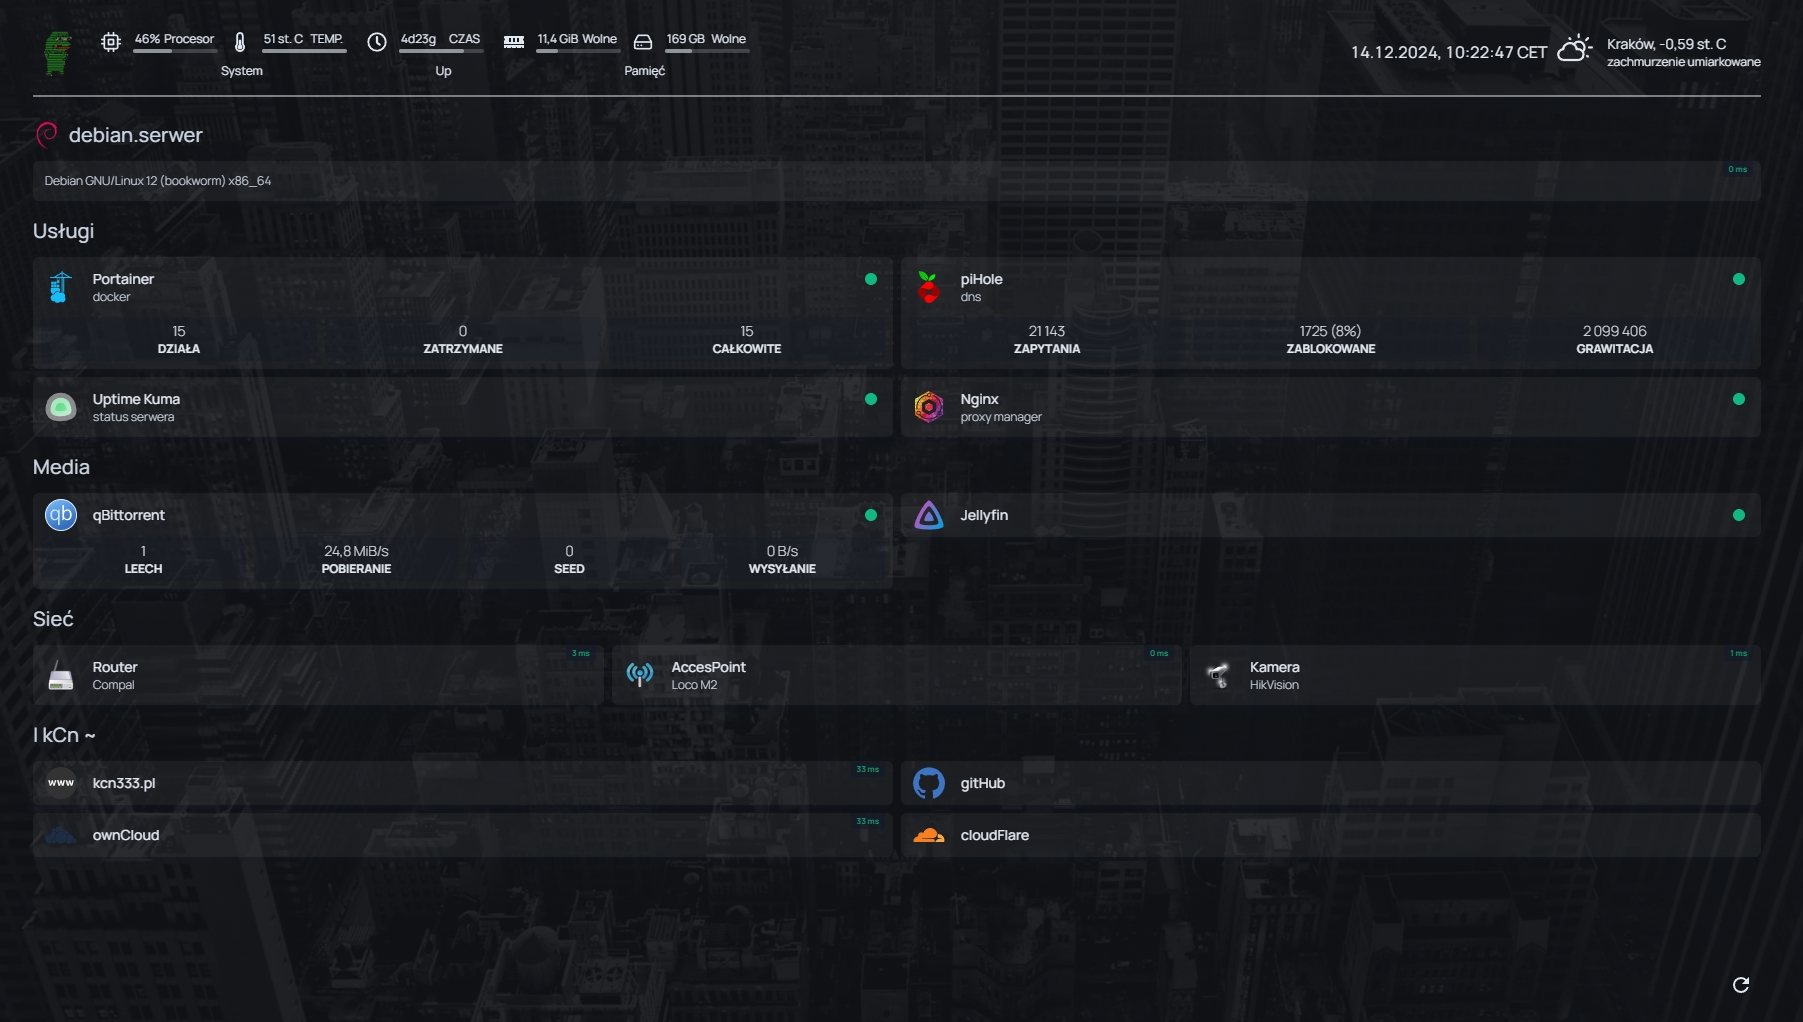 46% Procesor
51 st. C TEMP.
4d23g CZAS
11,4 GiB Wolne
169 GB Wolne
System
Up
Pamięć
14.12.2024, 10:22:47 CET
Kraków, -0,59 st. C
zachmurzenie umiarkowane
debian.serwer
Debian GNU/Linux 12 (bookworm) x86_64
0 ms
Usługi
Portainer
docker
15
DZIAŁA
0
ZATRZYMANE
15
CAŁKOWITE
piHole
dns
21 143
ZAPYTANIA
1725 (8%)
ZABLOKOWANE
2 099 406
GRAWITACJA
Uptime Kuma
status serwera
Nginx
proxy manager
Media
qb
qBittorrent
1
LEECH
24,8 MiB/s
POBIERANIE
0
SEED
0 B/s
WYSYŁANIE
Jellyfin
Sieć
Router
Compal
3 ms
AccesPoint
Loco M2
0 ms
Kamera
HikVision
1 ms
I kCn ~
www
kcn333.pl
33 ms
gitHub
ownCloud
33 ms
cloudFlare